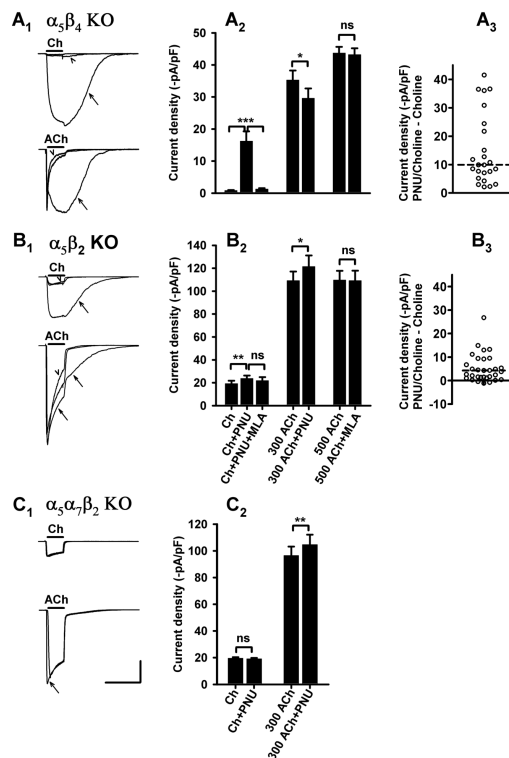 A1 α5β4 KO
Ch
ACh
A2
Current density (-pA/pF)
50
40
30
20
10
0
***
*
ns
A3
Current density (-pA/pF)
PNU/Choline - Choline
40
30
20
10
0
B1 α5β2 KO
Ch
ACh
B2
Current density (-pA/pF)
140
120
100
80
60
40
20
0
**
ns
*
ns
Ch
Ch+PNU
Ch+PNU+MLA
300 ACh
300 ACh+PNU
500 ACh
500 ACh+MLA
B3
Current density (-pA/pF)
PNU/Choline - Choline
40
30
20
10
0
-10
C1 α5α7β2 KO
Ch
ACh
C2
Current density (-pA/pF)
120
100
80
60
40
20
0
ns
**
Ch
Ch+PNU
300 ACh
300 ACh+PNU